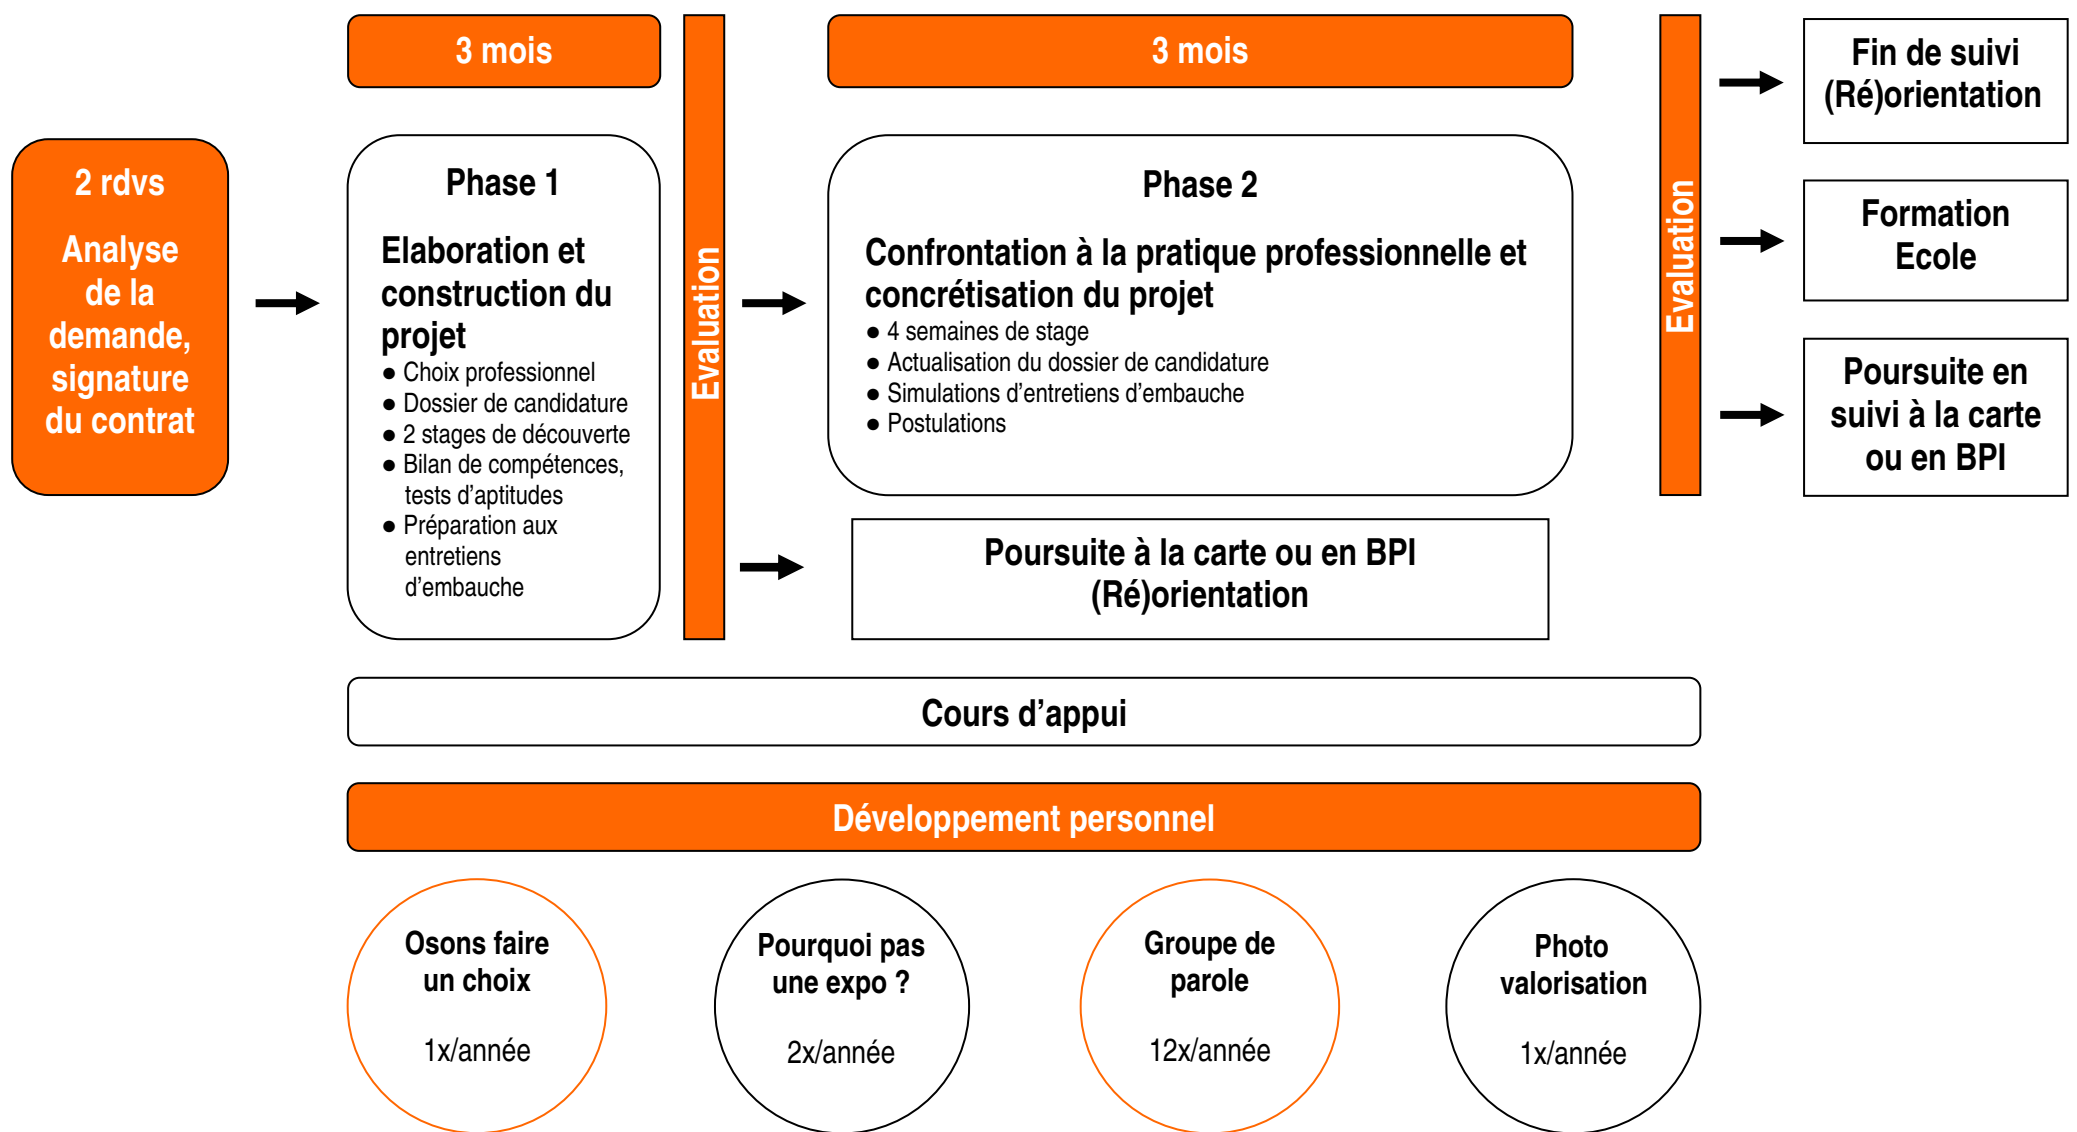 3 mois
3 mois
2 rdvs
Analyse
de la
demande,
signature
du contrat
Phase 1
Elaboration et
construction du
projet
● Choix professionnel
● Dossier de candidature
● 2 stages de découverte
● Bilan de compétences,
tests d’aptitudes
● Préparation aux
entretiens
d’embauche
Evaluation
Phase 2
Confrontation à la pratique professionnelle et
concrétisation du projet
● 4 semaines de stage
● Actualisation du dossier de candidature
● Simulations d’entretiens d’embauche
● Postulations
Poursuite à la carte ou en BPI
(Ré)orientation
Evaluation
Fin de suivi
(Ré)orientation
Formation
Ecole
Poursuite en
suivi à la carte
ou en BPI
Cours d’appui
Développement personnel
Osons faire
un choix
1x/année
Pourquoi pas
une expo ?
2x/année
Groupe de
parole
12x/année
Photo
valorisation
1x/année